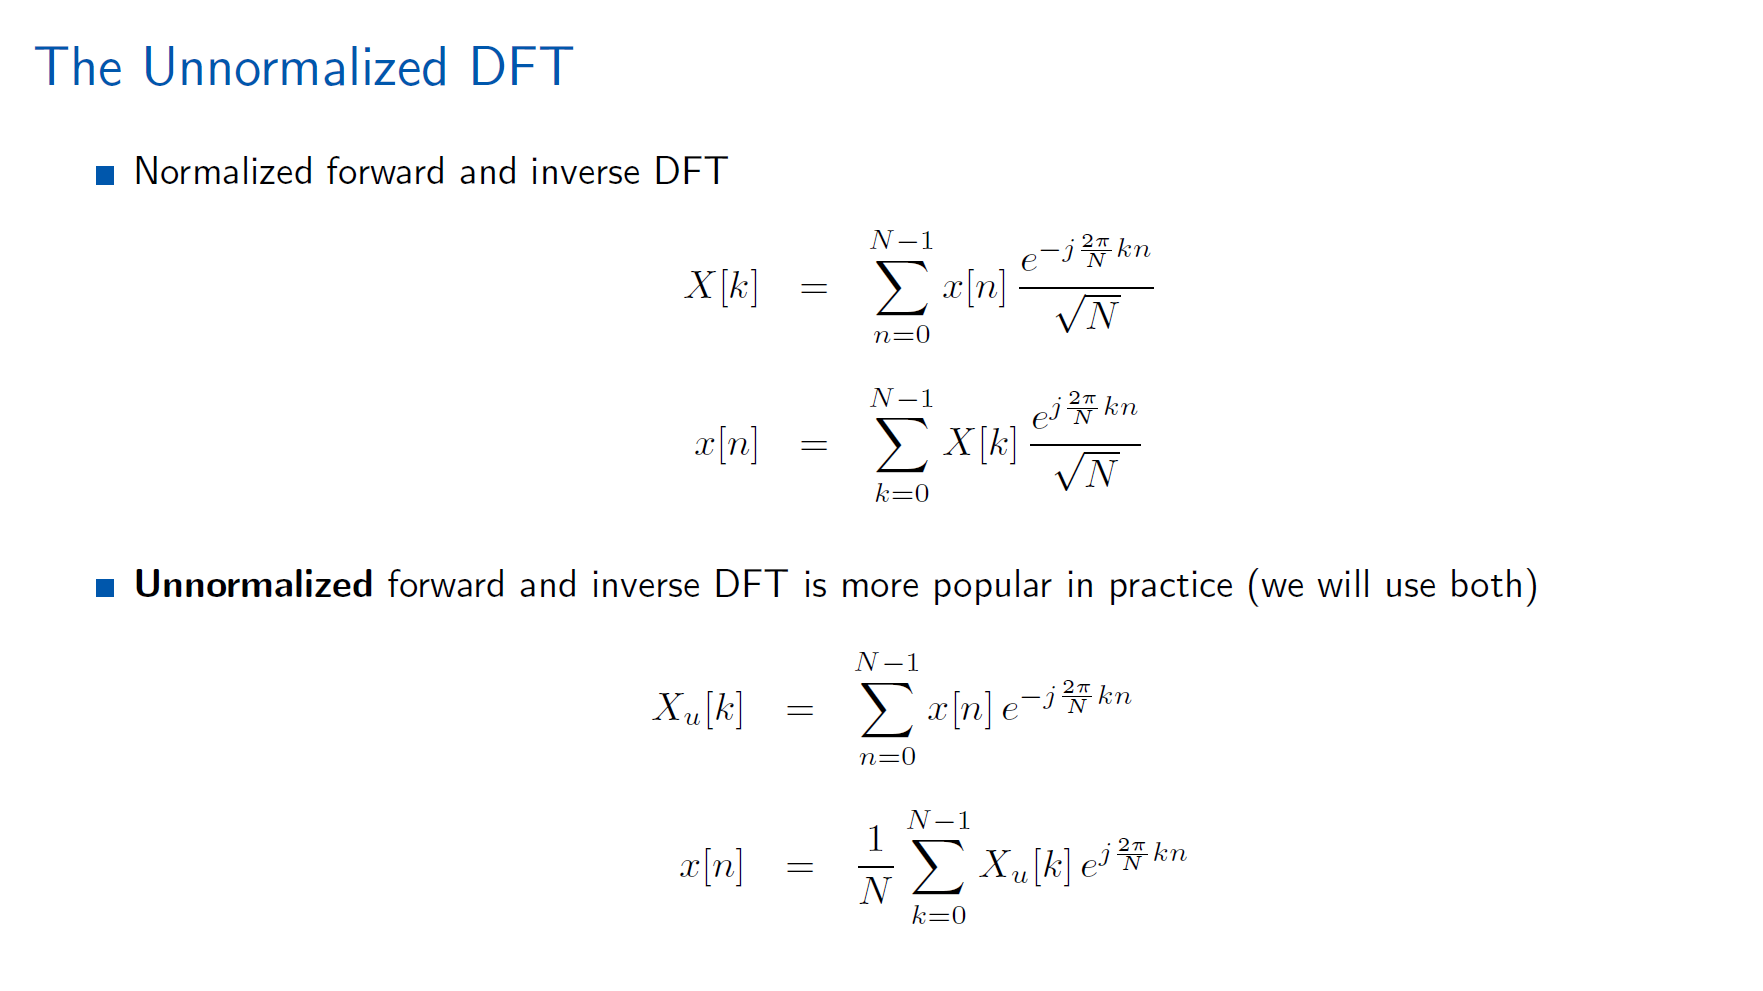 The Unnormalized DFT
Normalized forward and inverse DFT
X[k] = \sum_{n=0}^{N-1} x[n] \frac{e^{-j\frac{2\pi}{N}kn}}{\sqrt{N}}
x[n] = \sum_{k=0}^{N-1} X[k] \frac{e^{j\frac{2\pi}{N}kn}}{\sqrt{N}}
Unnormalized forward and inverse DFT is more popular in practice (we will use both)
X_u[k] = \sum_{n=0}^{N-1} x[n] e^{-j\frac{2\pi}{N}kn}
x[n] = \frac{1}{N} \sum_{k=0}^{N-1} X_u[k] e^{j\frac{2\pi}{N}kn}